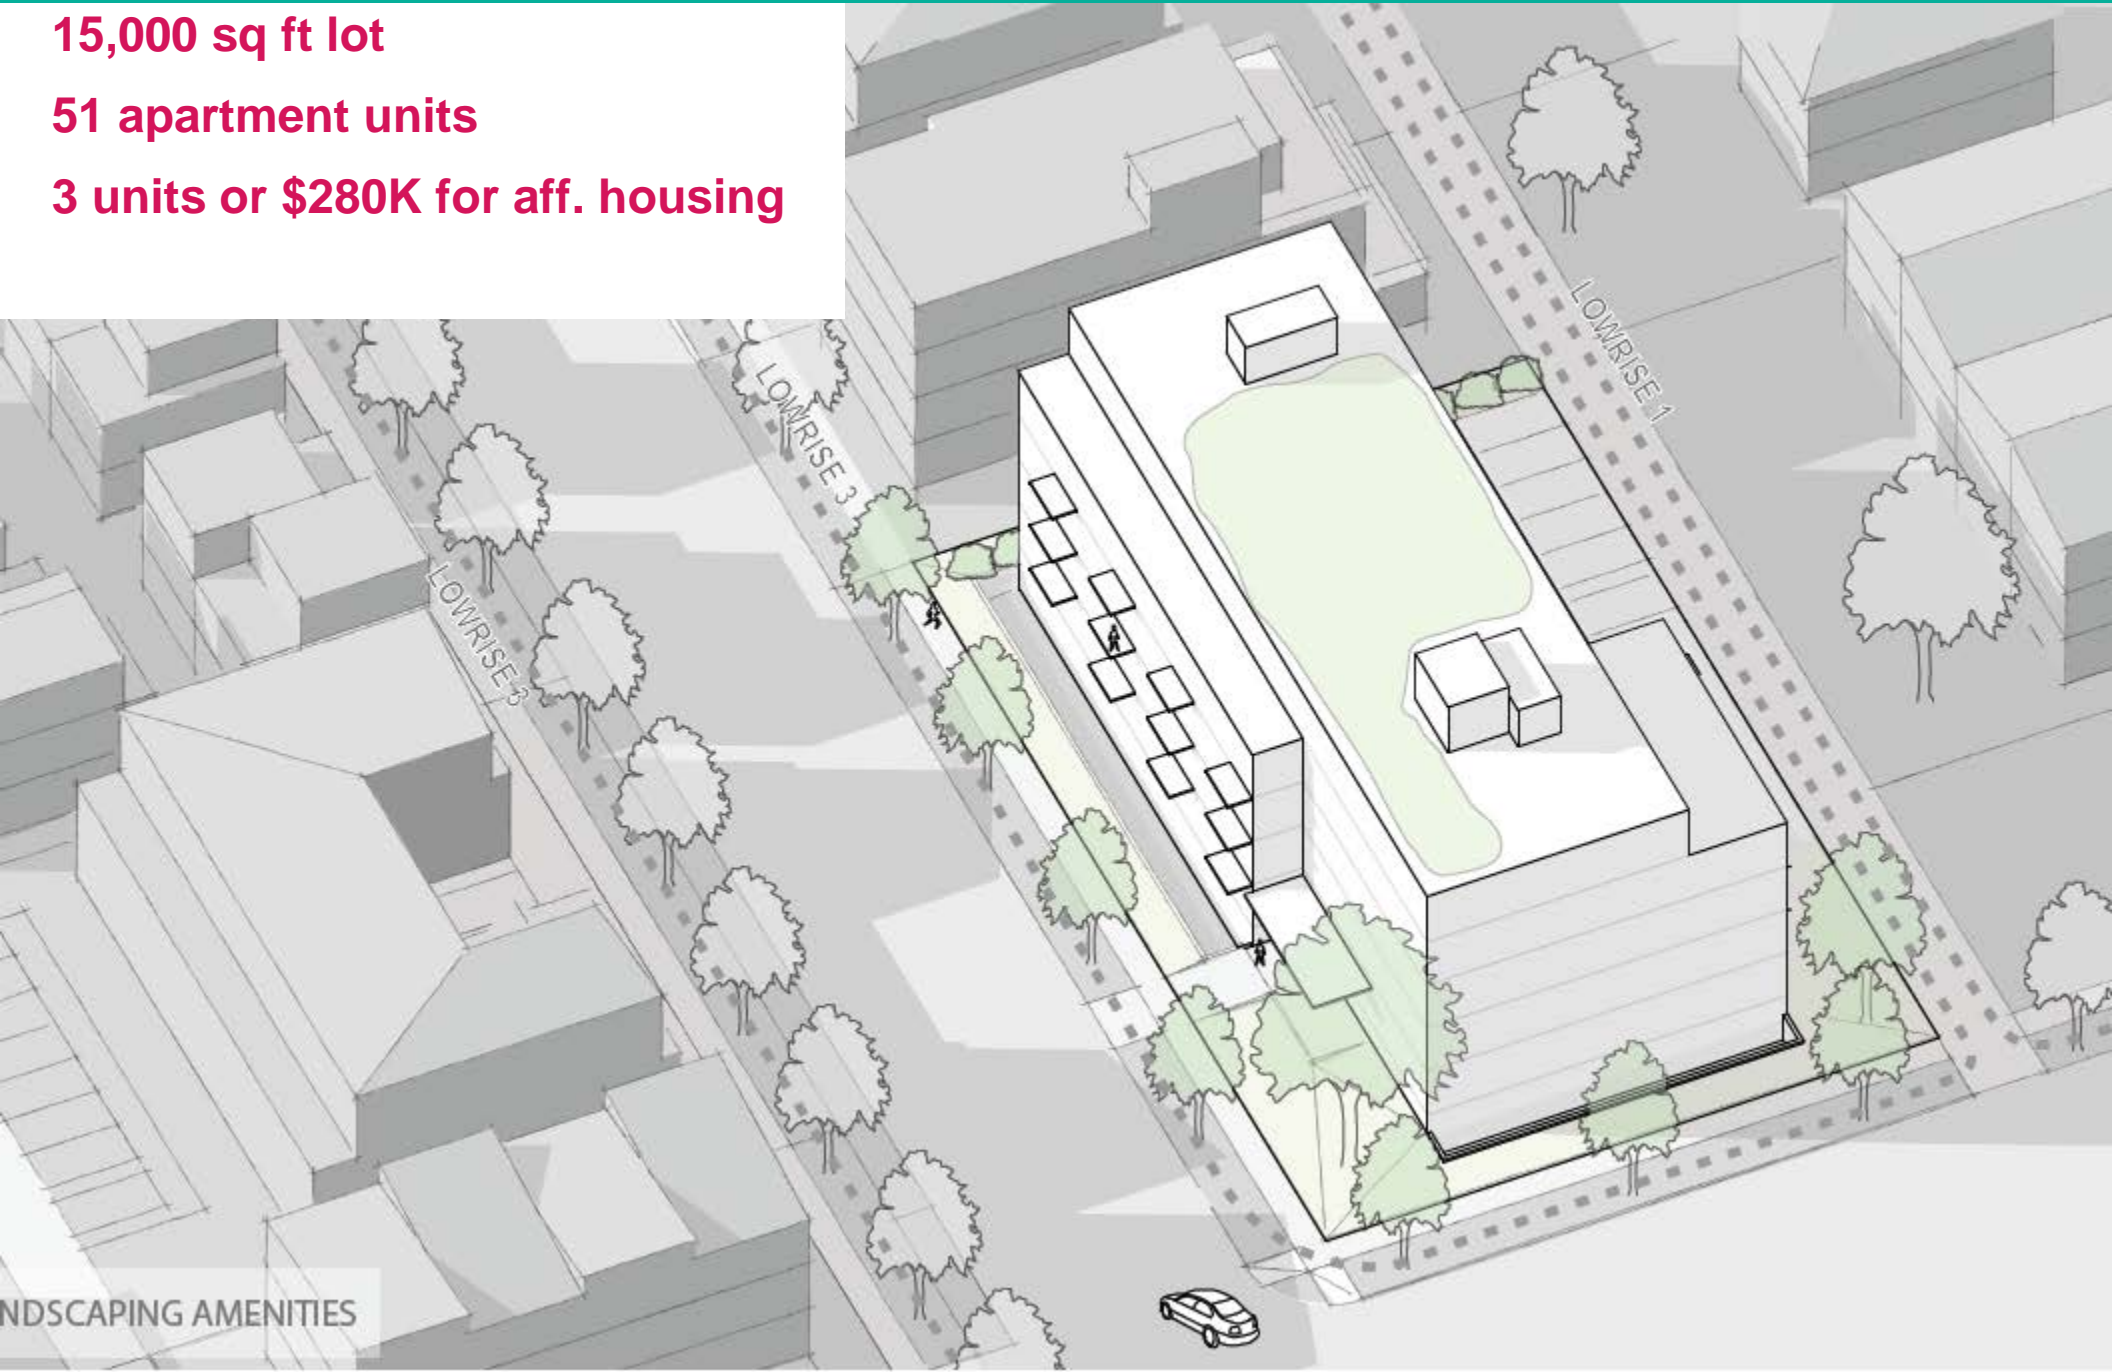 15,000 sq ft lot
51 apartment units
3 units or $280K for aff. housing
LOWRISE 1
LOWRISE 3
LOWRISE 3
NDSCAPING AMENITIES